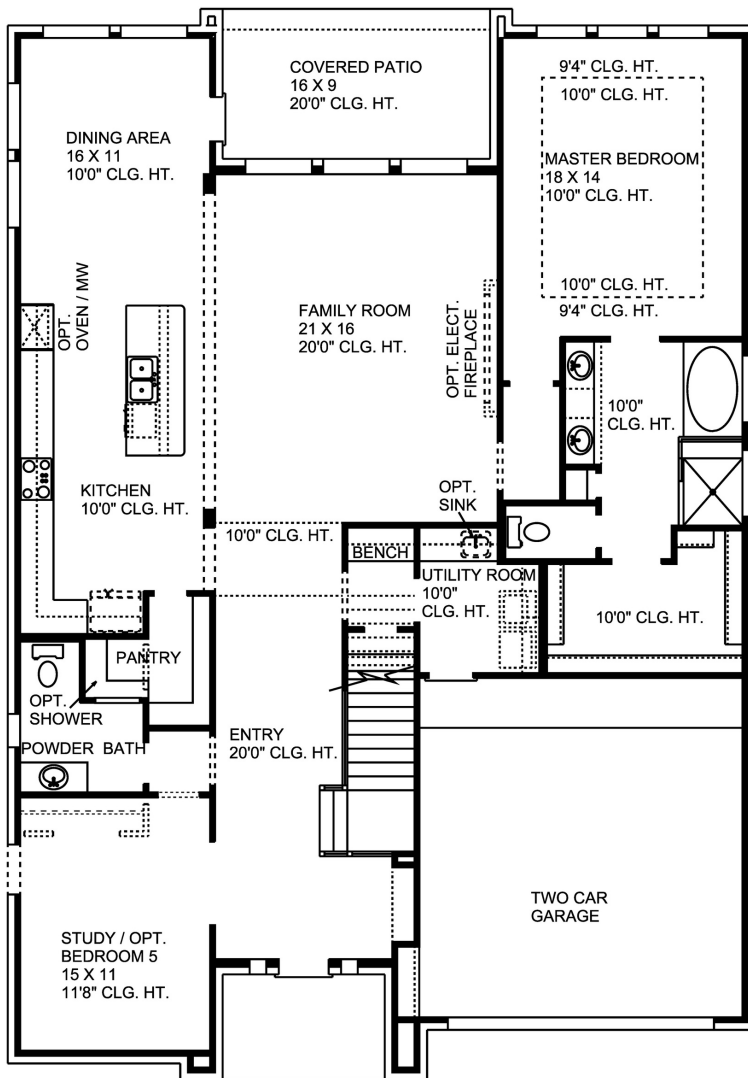 COVERED PATIO
16 X 9
20'0" CLG. HT.
9'4" CLG. HT.
10'0" CLG. HT.
MASTER BEDROOM
18 X 14
10'0" CLG. HT.
10'0" CLG. HT.
9'4" CLG. HT.
DINING AREA
16 X 11
10'0" CLG. HT.
OPT.
OVEN / MW
FAMILY ROOM
21 X 16
20'0" CLG. HT.
OPT. ELECT.
FIREPLACE
10'0"
CLG. HT.
KITCHEN
10'0" CLG. HT.
OPT.
SINK
10'0" CLG. HT.
BENCH
UTILITY ROOM
10'0"
CLG. HT.
10'0" CLG. HT.
PANTRY
OPT.
SHOWER
POWDER BATH
ENTRY
20'0" CLG. HT.
TWO CAR
GARAGE
STUDY / OPT.
BEDROOM 5
15 X 11
11'8" CLG. HT.